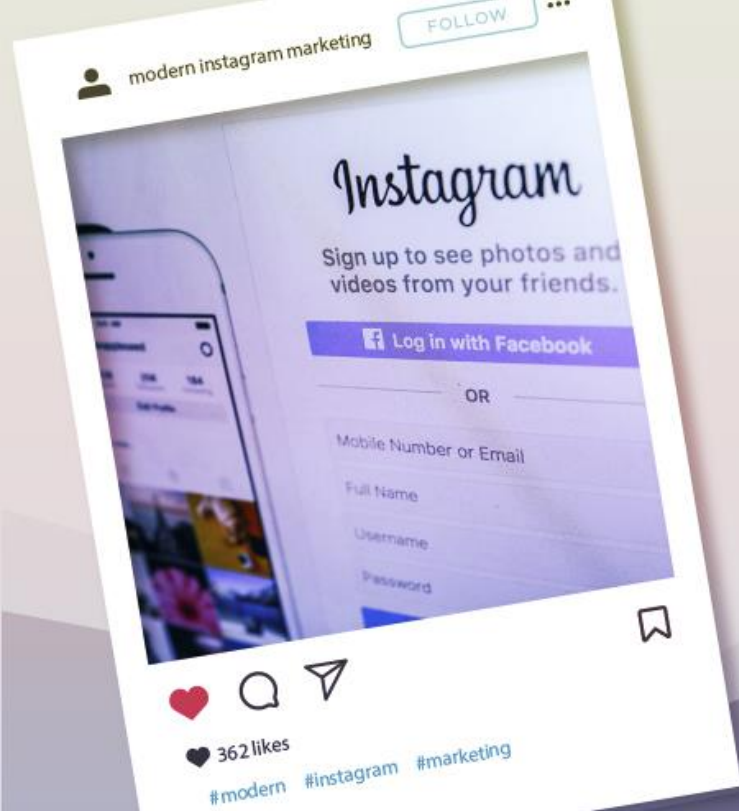 modern instagram marketing
FOLLOW
Instagram
Sign up to see photos and
videos from your friends.
Log in with Facebook
OR
Mobile Number or Email
Full Name
Username
Password
362 likes
#modern #instagram #marketing